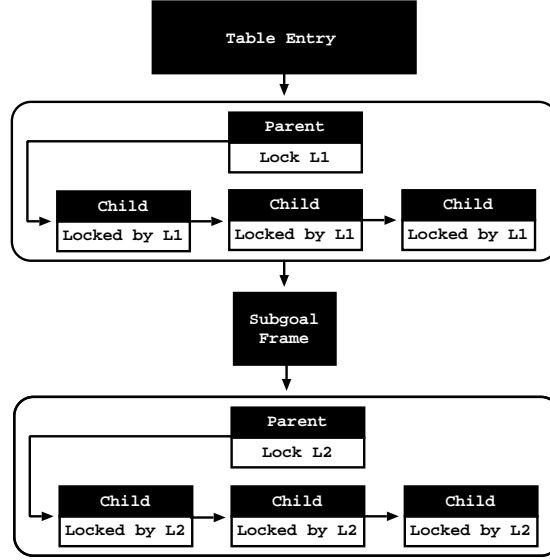 Table Entry
Parent
Lock L1
Child
Child
Child
Locked by L1
Locked by L1
Locked by L1
Subgoal
Frame
Parent
Lock L2
Child
Child
Child
Locked by L2
Locked by L2
Locked by L2